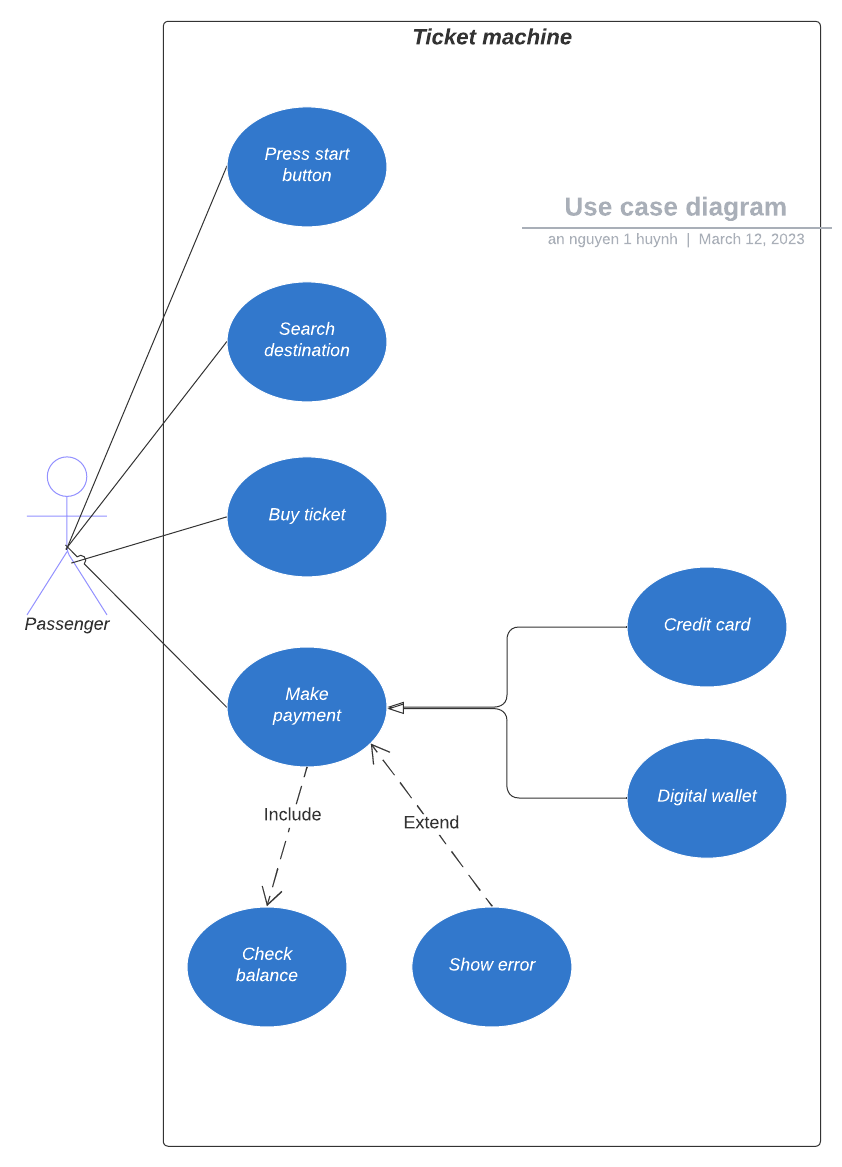 Ticket machine
Press start
button
Use case diagram
an nguyen 1 huynh | March 12, 2023
Search
destination
Buy ticket
Passenger
Credit card
Make
payment
Digital wallet
Include
Extend
Check
balance
Show error